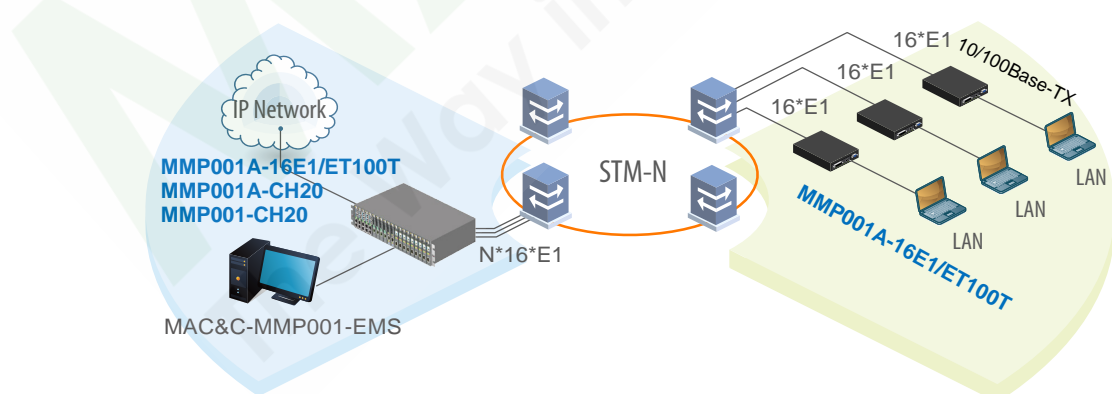 IP Network
MMP001A-16E1/ET100T
MMP001A-CH20
MMP001-CH20
MAC&C-MMP001-EMS
N*16*E1
STM-N
16*E1
16*E1
16*E1
10/100Base-TX
LAN
LAN
LAN
MMP001A-16E1/ET100T